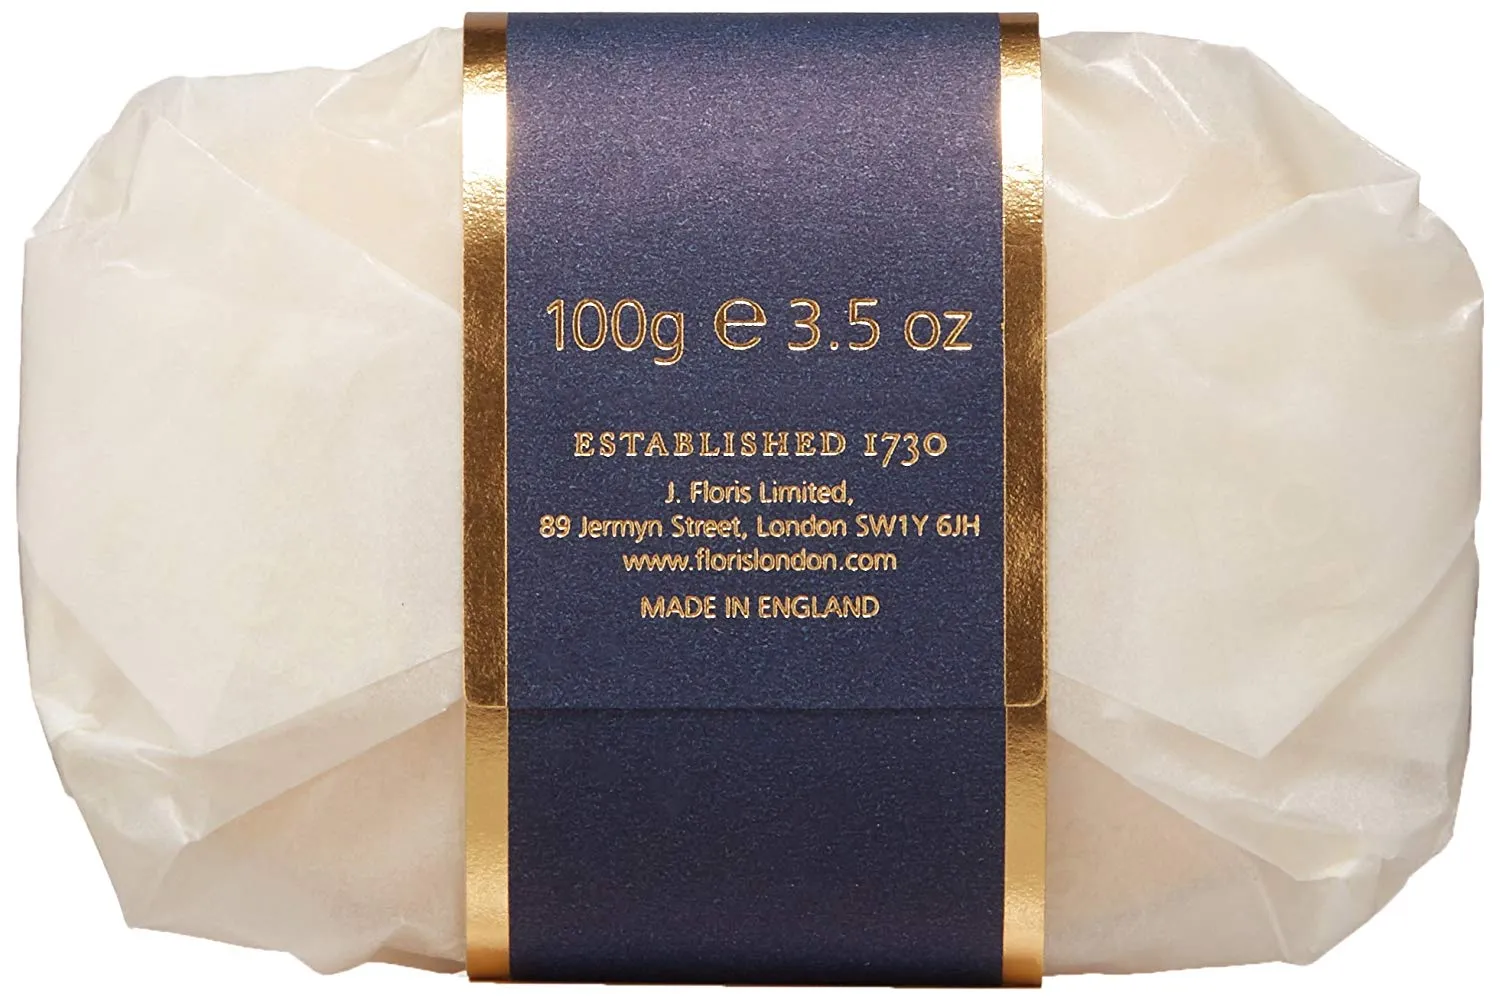 100g ℮ 3.5 oz
ESTABLISHED 1730
J. Floris Limited,
89 Jermyn Street, London SW1Y 6JH
www.florislondon.com
MADE IN ENGLAND